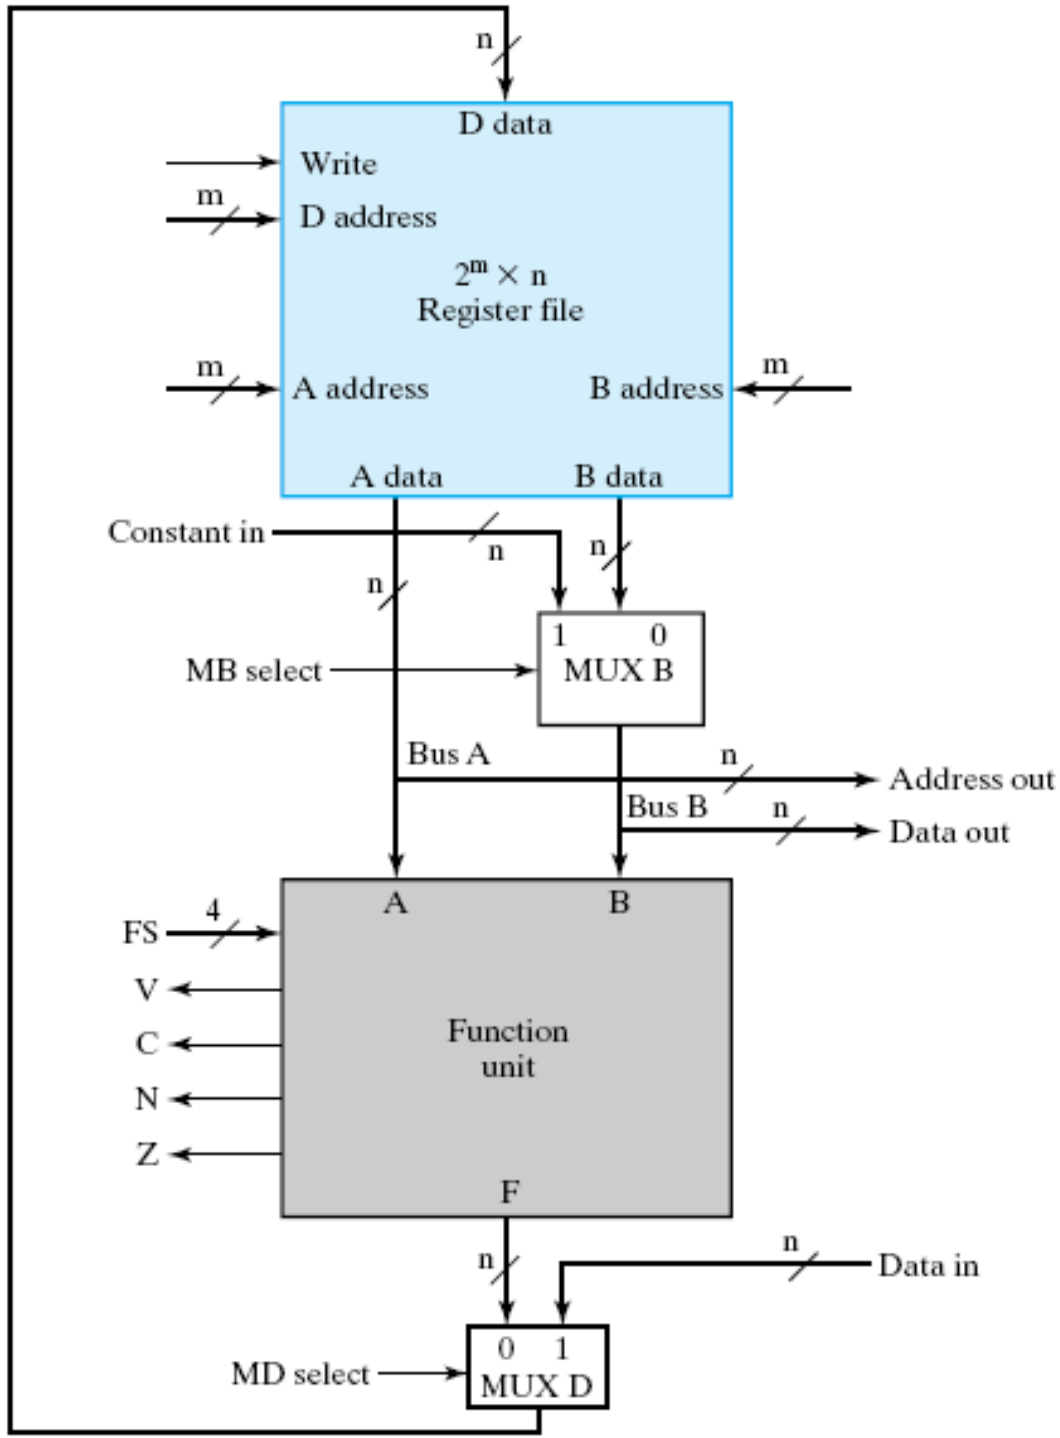 n
D data
Write
m
D address
2ᵐ × n
Register file
m
A address
B address
m
A data
B data
Constant in
n
n
n
1 0
MB select
MUX B
Bus A
n
Address out
Bus B
n
Data out
A
B
FS
4
V
C
N
Z
Function
unit
F
n
n
Data in
0 1
MD select
MUX D